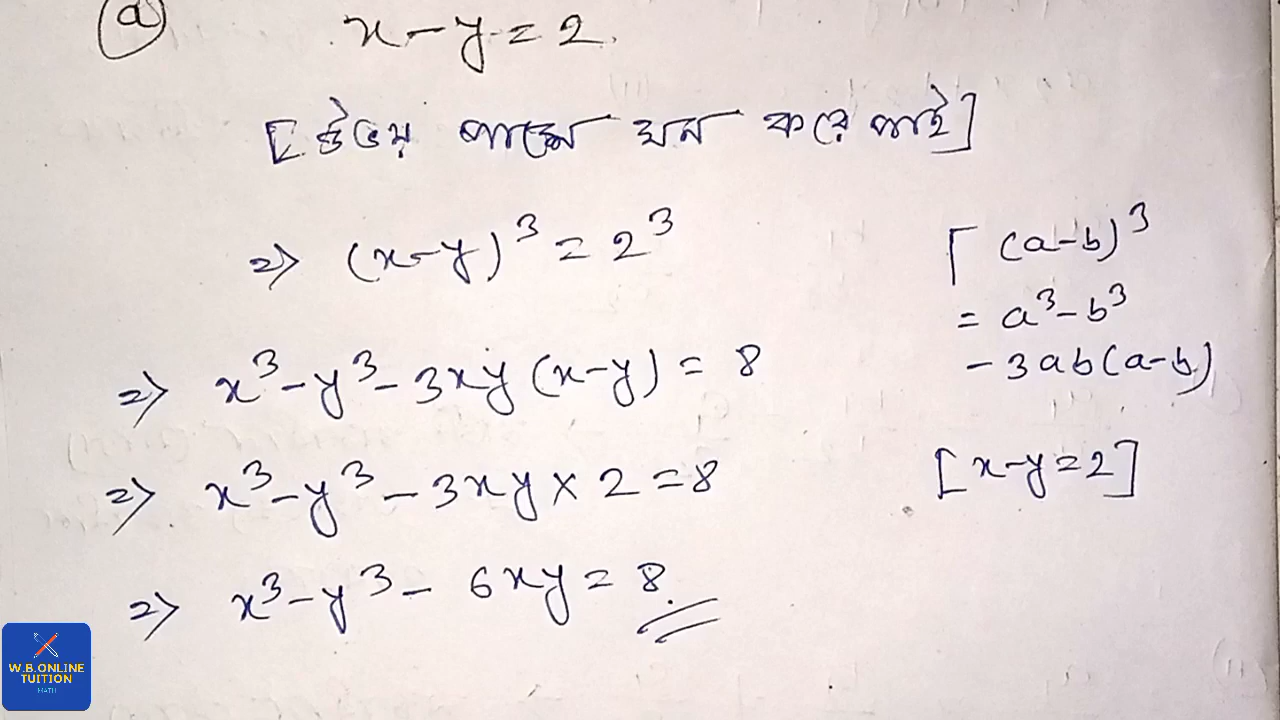 (a) x-y=2.
[উভয় পাশে ঘন করে পাই]
=> (x-y)³ = 2³
[ (a-b)³
= a³-b³
- 3ab(a-b)
=> x³-y³-3xy(x-y) = 8
=> x³-y³-3xy×2=8
[x-y=2]
=> x³-y³- 6xy = 8.
W.B.ONLINE
TUITION
MATH